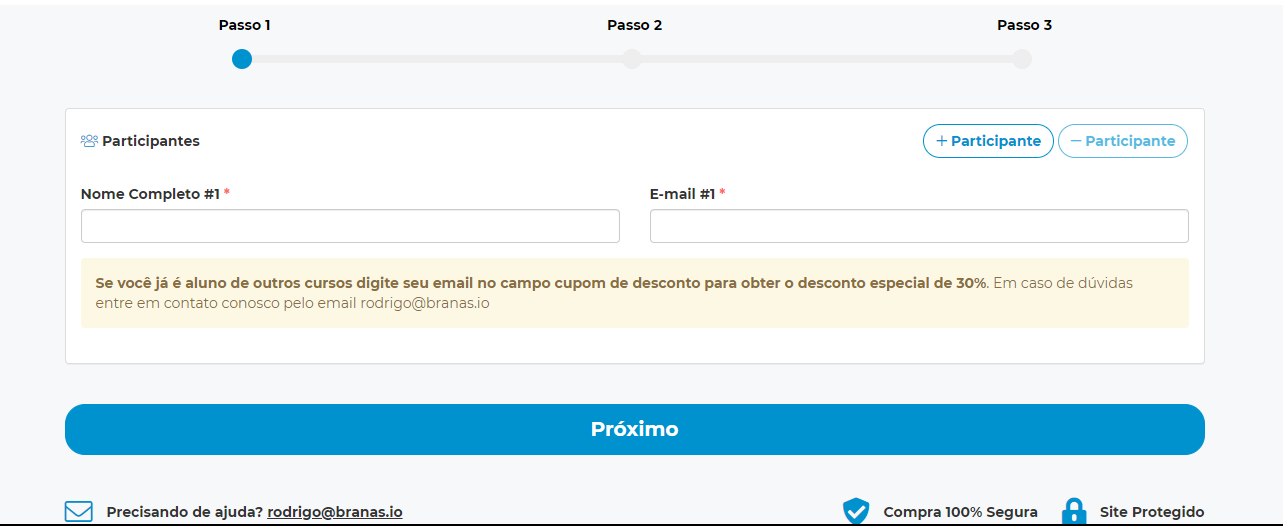 Passo 1 Passo 2 Passo 3
Participantes + Participante − Participante
Nome Completo #1 * E-mail #1 *
Se você já é aluno de outros cursos digite seu email no campo cupom de desconto para obter o desconto especial de 30%. Em caso de dúvidas
entre em contato conosco pelo email rodrigo@branas.io
Próximo
Precisando de ajuda? rodrigo@branas.io Compra 100% Segura Site Protegido